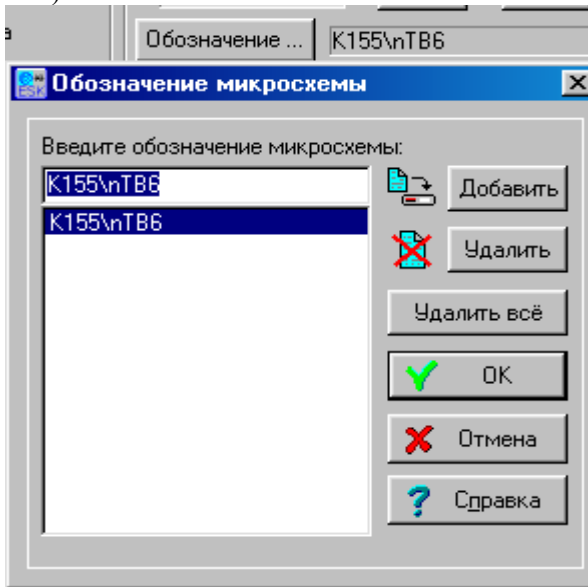 а
Обозначение ...
К155\nТВ6
Обозначение микросхемы
Введите обозначение микросхемы:
К155\nТВ6
Добавить
К155\nТВ6
Удалить
Удалить всё
ОК
Отмена
Справка